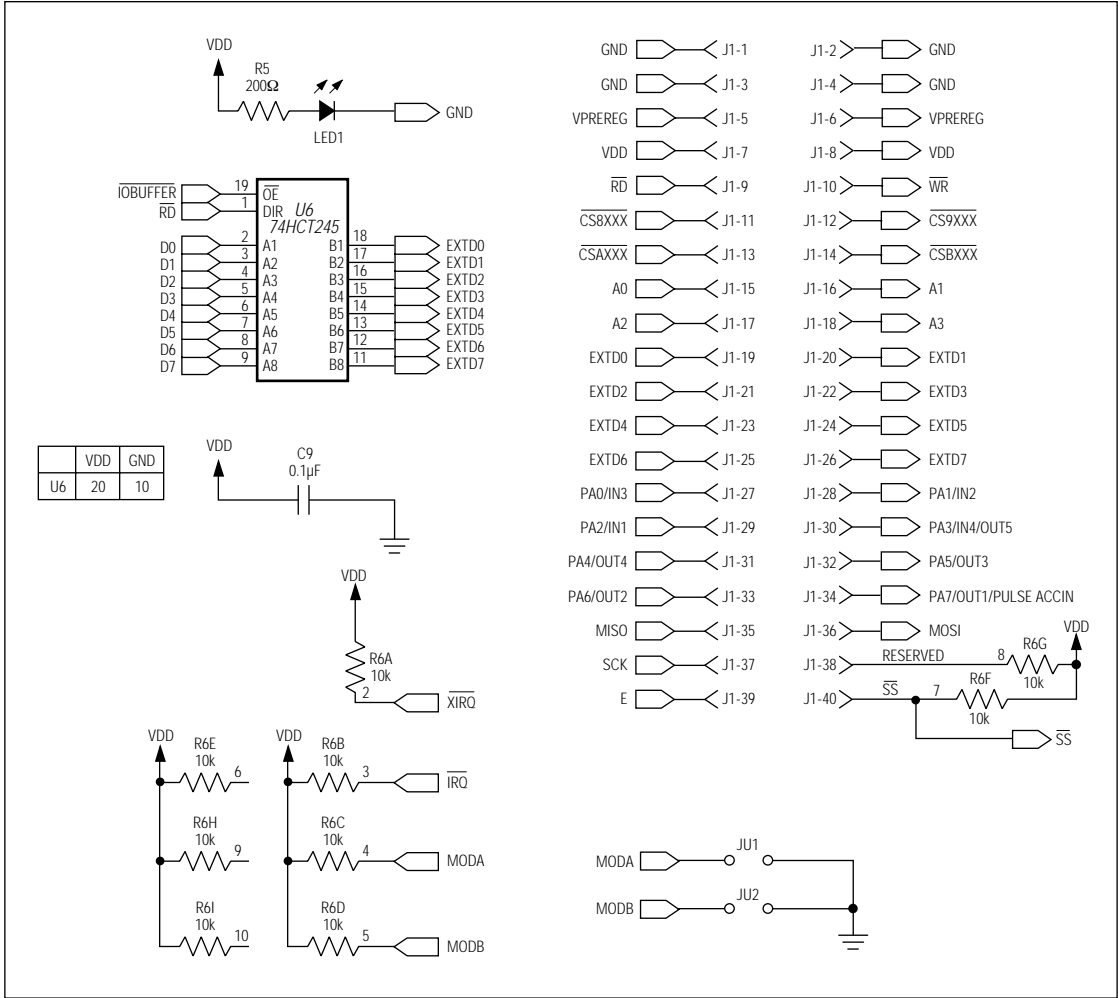 VDD
R5
200Ω
LED1
GND
IOBUFFER 19 OE
RD 1 DIR
U6
74HCT245
D0 2 A1 B1 18 EXTD0
D1 3 A2 B2 17 EXTD1
D2 4 A3 B3 16 EXTD2
D3 5 A4 B4 15 EXTD3
D4 6 A5 B5 14 EXTD4
D5 7 A6 B6 13 EXTD5
D6 8 A7 B7 12 EXTD6
D7 9 A8 B8 11 EXTD7
VDD GND
U6 20 10
VDD
C9
0.1µF
VDD
R6A
10k
2
XIRQ
VDD
R6E
10k
6
R6H
10k
9
R6I
10k
10
VDD
R6B
10k
3
IRQ
R6C
10k
4
MODA
R6D
10k
5
MODB
GND J1-1 J1-2 GND
GND J1-3 J1-4 GND
VPREREG J1-5 J1-6 VPREREG
VDD J1-7 J1-8 VDD
RD J1-9 J1-10 WR
CS8XXX J1-11 J1-12 CS9XXX
CSAXXX J1-13 J1-14 CSBXXX
A0 J1-15 J1-16 A1
A2 J1-17 J1-18 A3
EXTD0 J1-19 J1-20 EXTD1
EXTD2 J1-21 J1-22 EXTD3
EXTD4 J1-23 J1-24 EXTD5
EXTD6 J1-25 J1-26 EXTD7
PA0/IN3 J1-27 J1-28 PA1/IN2
PA2/IN1 J1-29 J1-30 PA3/IN4/OUT5
PA4/OUT4 J1-31 J1-32 PA5/OUT3
PA6/OUT2 J1-33 J1-34 PA7/OUT1/PULSE ACCIN
MISO J1-35 J1-36 MOSI
SCK J1-37 J1-38 RESERVED 8 R6G 10k VDD
E J1-39 J1-40 SS 7 R6F 10k
SS
MODA JU1
MODB JU2